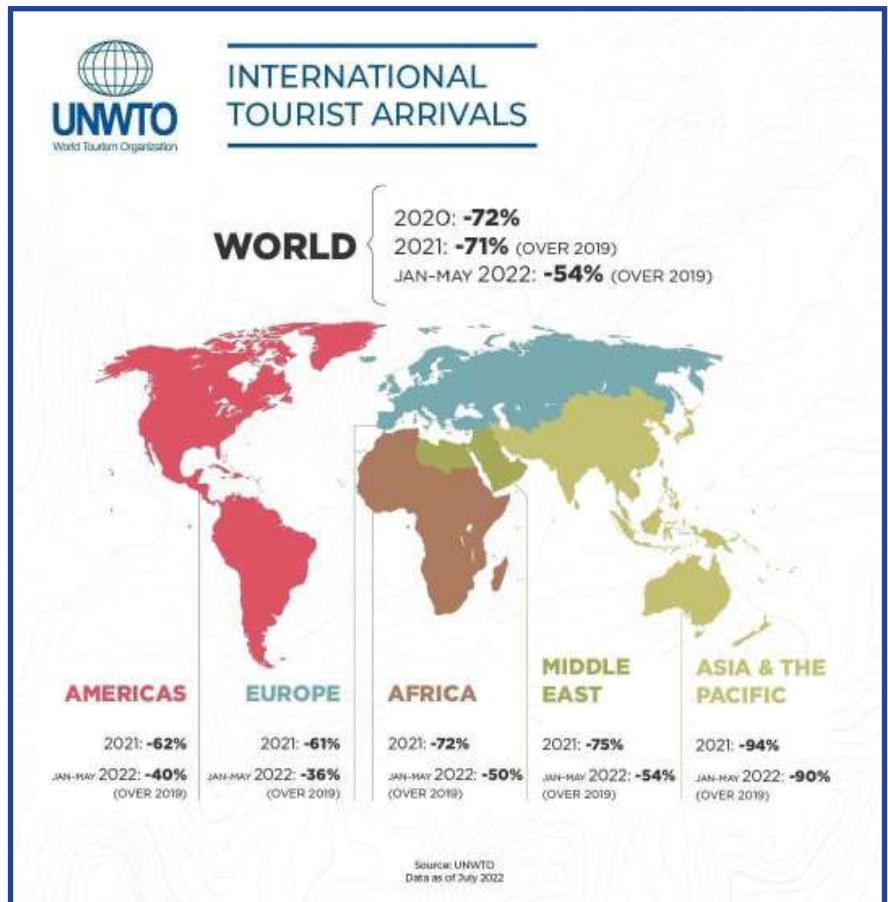 UNWTO
World Tourism Organization
INTERNATIONAL
TOURIST ARRIVALS
WORLD
2020: -72%
2021: -71% (OVER 2019)
JAN-MAY 2022: -54% (OVER 2019)
AMERICAS
2021: -62%
JAN-MAY 2022: -40%
(OVER 2019)
EUROPE
2021: -61%
JAN-MAY 2022: -36%
(OVER 2019)
AFRICA
2021: -72%
JAN-MAY 2022: -50%
(OVER 2019)
MIDDLE
EAST
2021: -75%
JAN-MAY 2022: -54%
(OVER 2019)
ASIA & THE
PACIFIC
2021: -94%
JAN-MAY 2022: -90%
(OVER 2019)
Source: UNWTO
Data as of July 2022